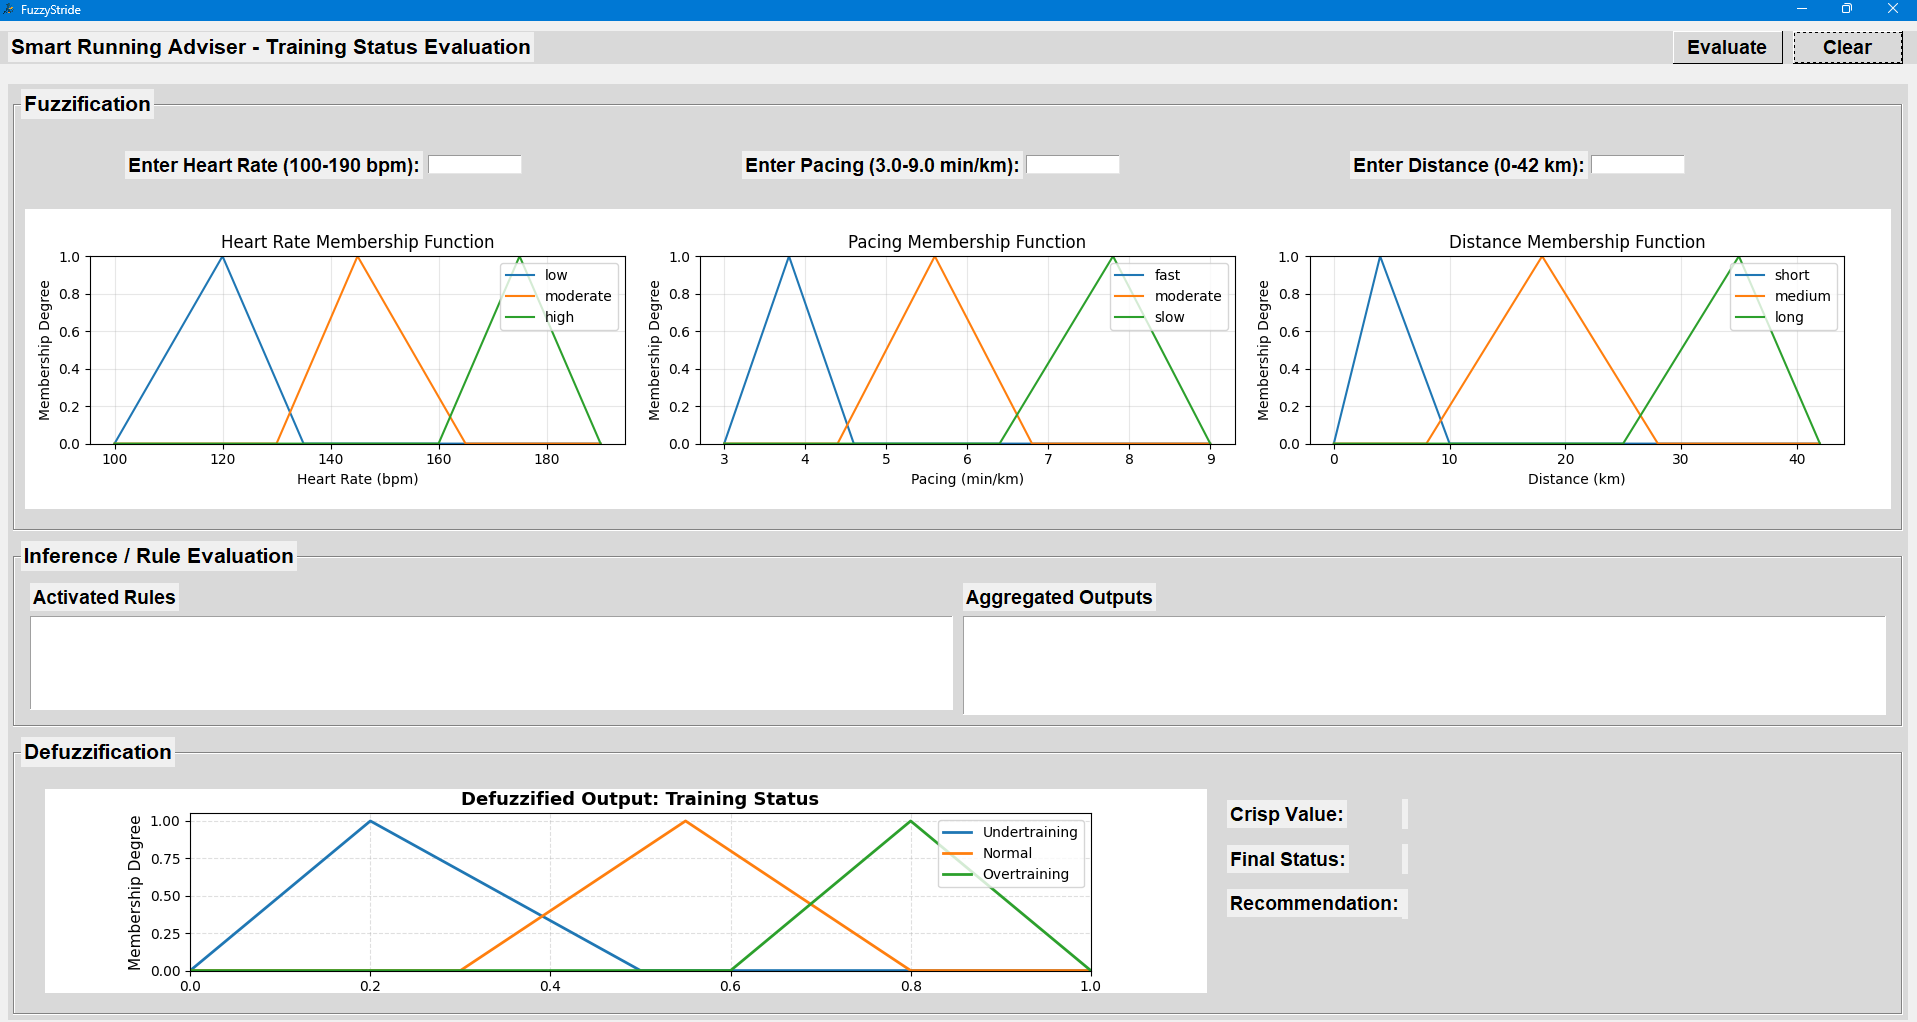 FuzzyStride
Smart Running Adviser - Training Status Evaluation
Evaluate
Clear
Fuzzification
Enter Heart Rate (100-190 bpm):
Enter Pacing (3.0-9.0 min/km):
Enter Distance (0-42 km):
Heart Rate Membership Function
Membership Degree
1.0
0.8
0.6
0.4
0.2
0.0
low
moderate
high
100 120 140 160 180
Heart Rate (bpm)
Pacing Membership Function
Membership Degree
1.0
0.8
0.6
0.4
0.2
0.0
fast
moderate
slow
3 4 5 6 7 8 9
Pacing (min/km)
Distance Membership Function
Membership Degree
1.0
0.8
0.6
0.4
0.2
0.0
short
medium
long
0 10 20 30 40
Distance (km)
Inference / Rule Evaluation
Activated Rules
Aggregated Outputs
Defuzzification
Defuzzified Output: Training Status
Membership Degree
1.00
0.75
0.50
0.25
0.00
Undertraining
Normal
Overtraining
0.0 0.2 0.4 0.6 0.8 1.0
Crisp Value:
Final Status:
Recommendation: